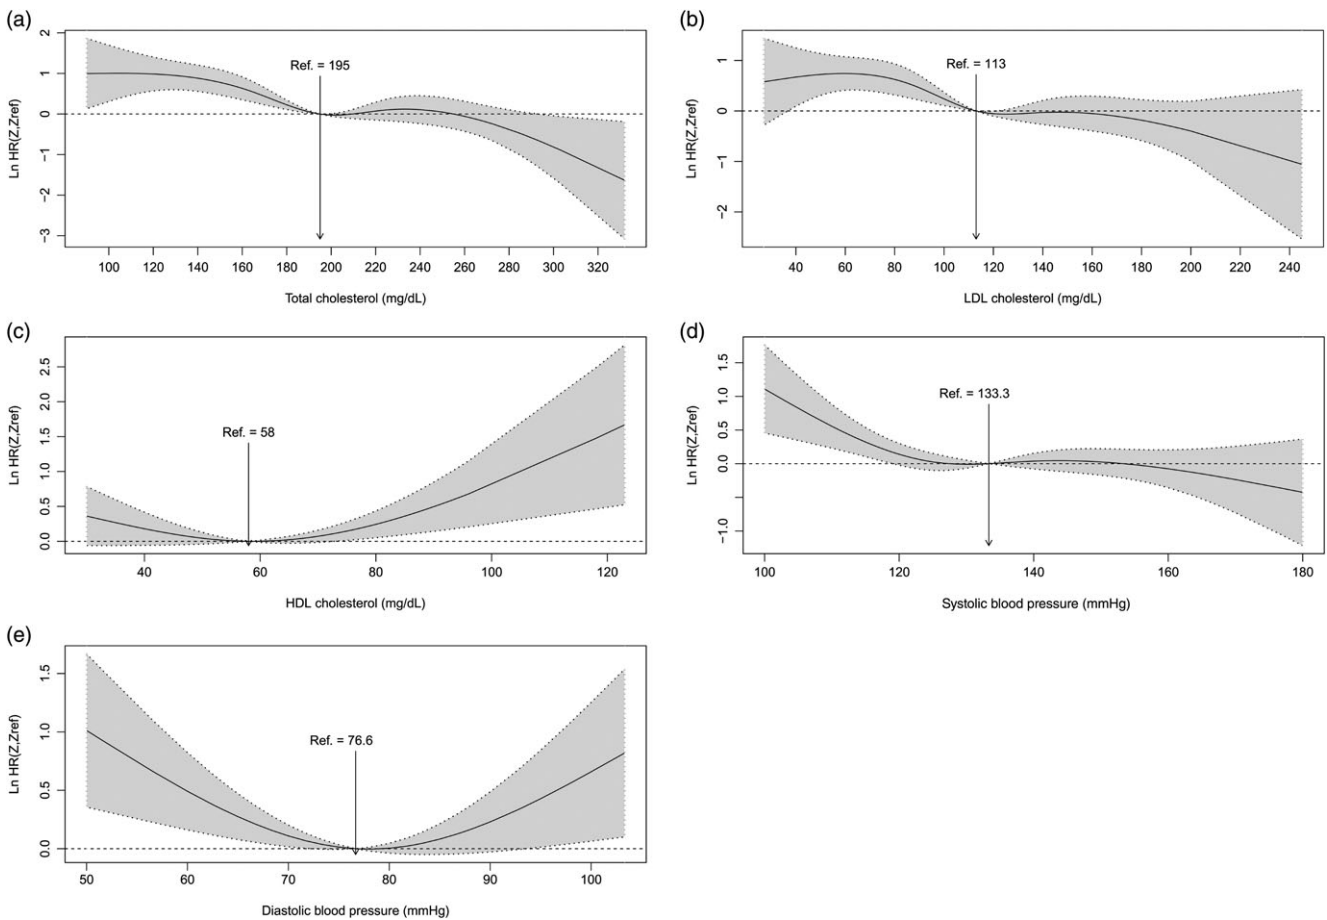 (a)
Ln HR(Z,Zref)
2
1
0
−1
−2
−3
Ref. = 195
100 120 140 160 180 200 220 240 260 280 300 320
Total cholesterol (mg/dL)
(b)
Ln HR(Z,Zref)
1
0
−1
−2
Ref. = 113
40 60 80 100 120 140 160 180 200 220 240
LDL cholesterol (mg/dL)
(c)
Ln HR(Z,Zref)
2.5
2.0
1.5
1.0
0.5
0.0
Ref. = 58
40 60 80 100 120
HDL cholesterol (mg/dL)
(d)
Ln HR(Z,Zref)
1.5
1.0
0.5
0.0
−1.0
Ref. = 133.3
100 120 140 160 180
Systolic blood pressure (mmHg)
(e)
Ln HR(Z,Zref)
1.5
1.0
0.5
0.0
Ref. = 76.6
50 60 70 80 90 100
Diastolic blood pressure (mmHg)